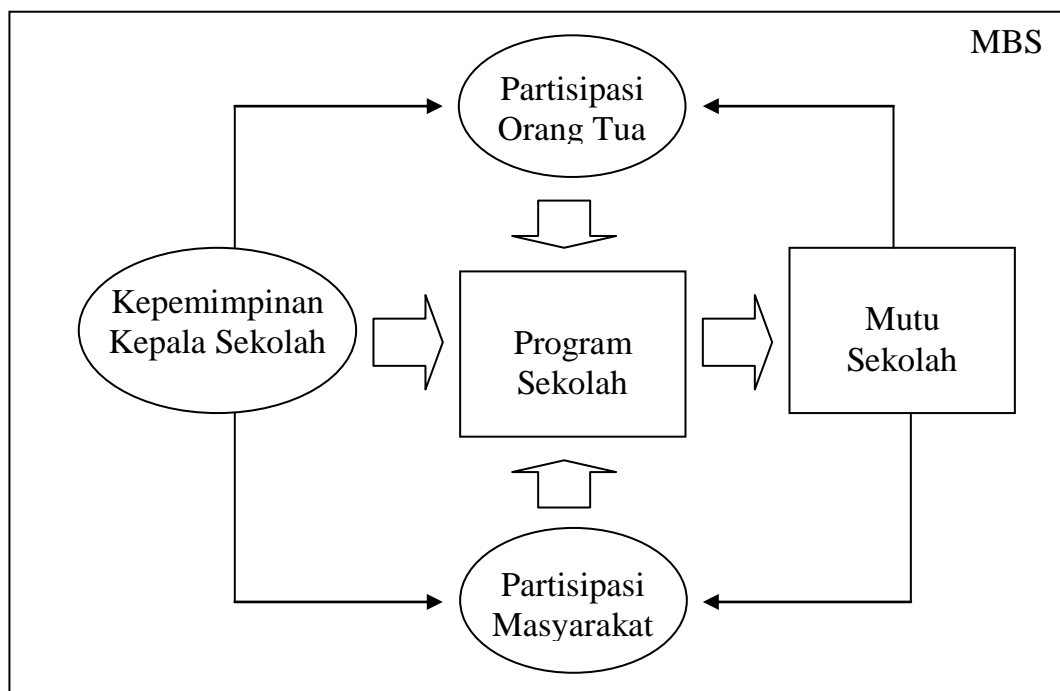 MBS
Partisipasi
Orang Tua
Kepemimpinan
Kepala Sekolah
Program
Sekolah
Mutu
Sekolah
Partisipasi
Masyarakat